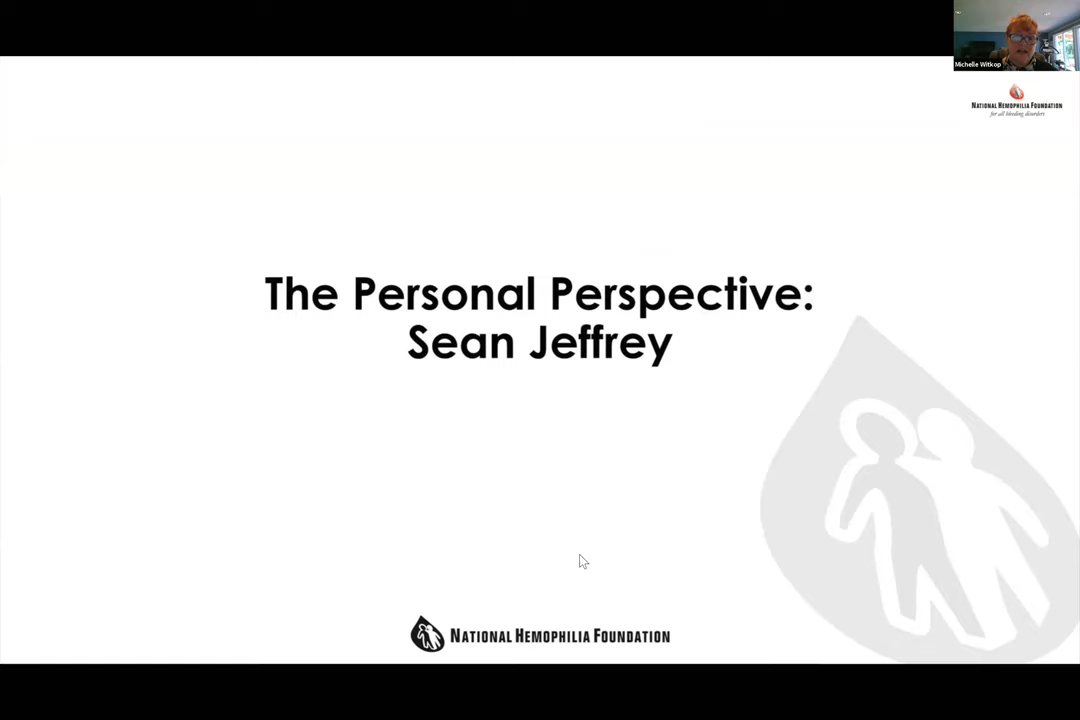 Michelle Witkop
NATIONAL HEMOPHILIA FOUNDATION
for all bleeding disorders
The Personal Perspective:
Sean Jeffrey
NATIONAL HEMOPHILIA FOUNDATION